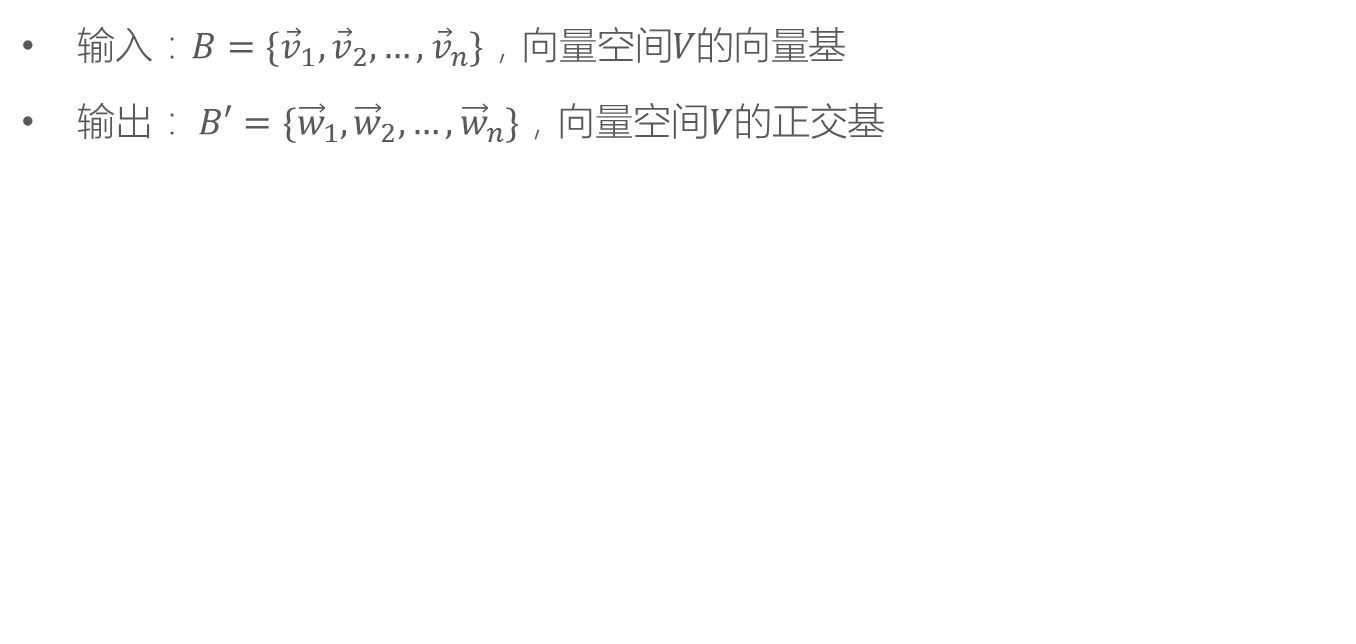 • 输入：𝐵 = {𝑣⃗₁, 𝑣⃗₂, …, 𝑣⃗ₙ}，向量空间𝑉的向量基
• 输出： 𝐵′ = {𝑤⃗₁, 𝑤⃗₂, …, 𝑤⃗ₙ}，向量空间𝑉的正交基